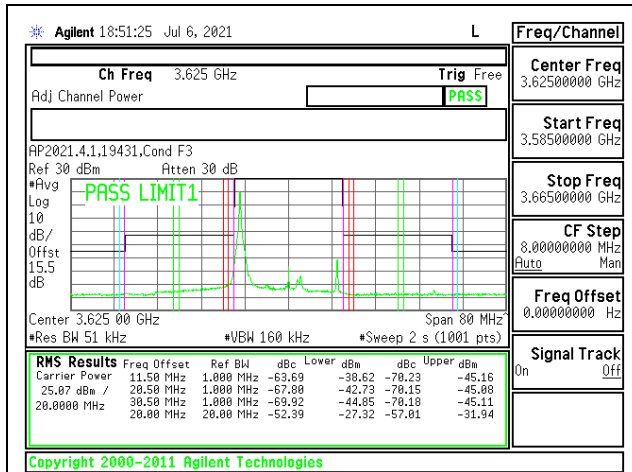 Agilent 18:51:25 Jul 6, 2021 L Freq/Channel
Ch Freq 3.625 GHz Trig Free
Adj Channel Power PASS
Center Freq
3.62500000 GHz
Start Freq
3.58500000 GHz
Stop Freq
3.66500000 GHz
CF Step
8.00000000 MHz
Auto Man
Freq Offset
0.00000000 Hz
Signal Track
On Off
AP2021.4.1,19431,Cond F3
Ref 30 dBm Atten 30 dB
#Avg
Log
10
dB/
Offst
15.5
dB
PASS LIMIT1
Center 3.625 00 GHz Span 80 MHz
#Res BW 51 kHz #VBW 160 kHz #Sweep 2 s (1001 pts)
RMS Results Freq Offset Ref BW dBc Lower dBm dBc Upper dBm
Carrier Power 11.50 MHz 1.000 MHz -63.69 -38.62 -70.23 -45.16
25.07 dBm / 20.50 MHz 1.000 MHz -67.80 -42.73 -70.15 -45.08
20.0000 MHz 30.50 MHz 1.000 MHz -69.92 -44.85 -70.18 -45.11
20.00 MHz 20.00 MHz -52.39 -27.32 -57.01 -31.94
Copyright 2000-2011 Agilent Technologies